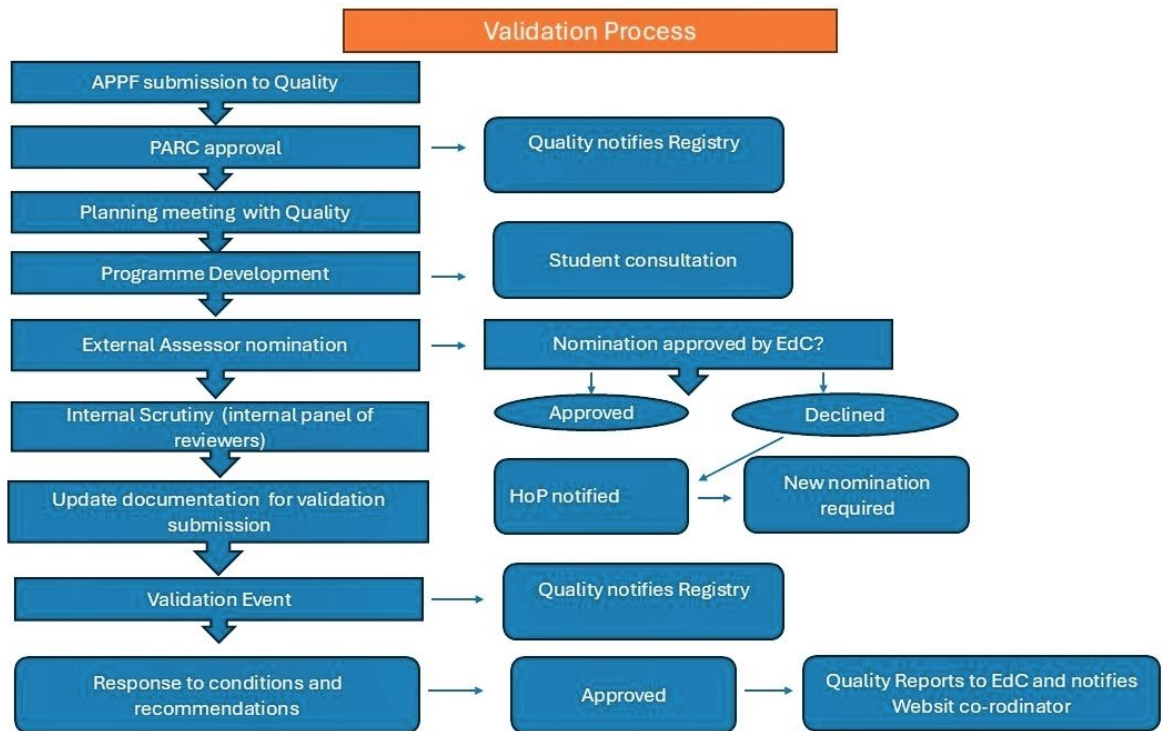 Validation Process
APPF submission to Quality
PARC approval
Quality notifies Registry
Planning meeting with Quality
Programme Development
Student consultation
External Assessor nomination
Nomination approved by EdC?
Approved
Declined
Internal Scrutiny (internal panel of
reviewers)
HoP notified
New nomination
required
Update documentation for validation
submission
Validation Event
Quality notifies Registry
Response to conditions and
recommendations
Approved
Quality Reports to EdC and notifies
Websit co-rodinator